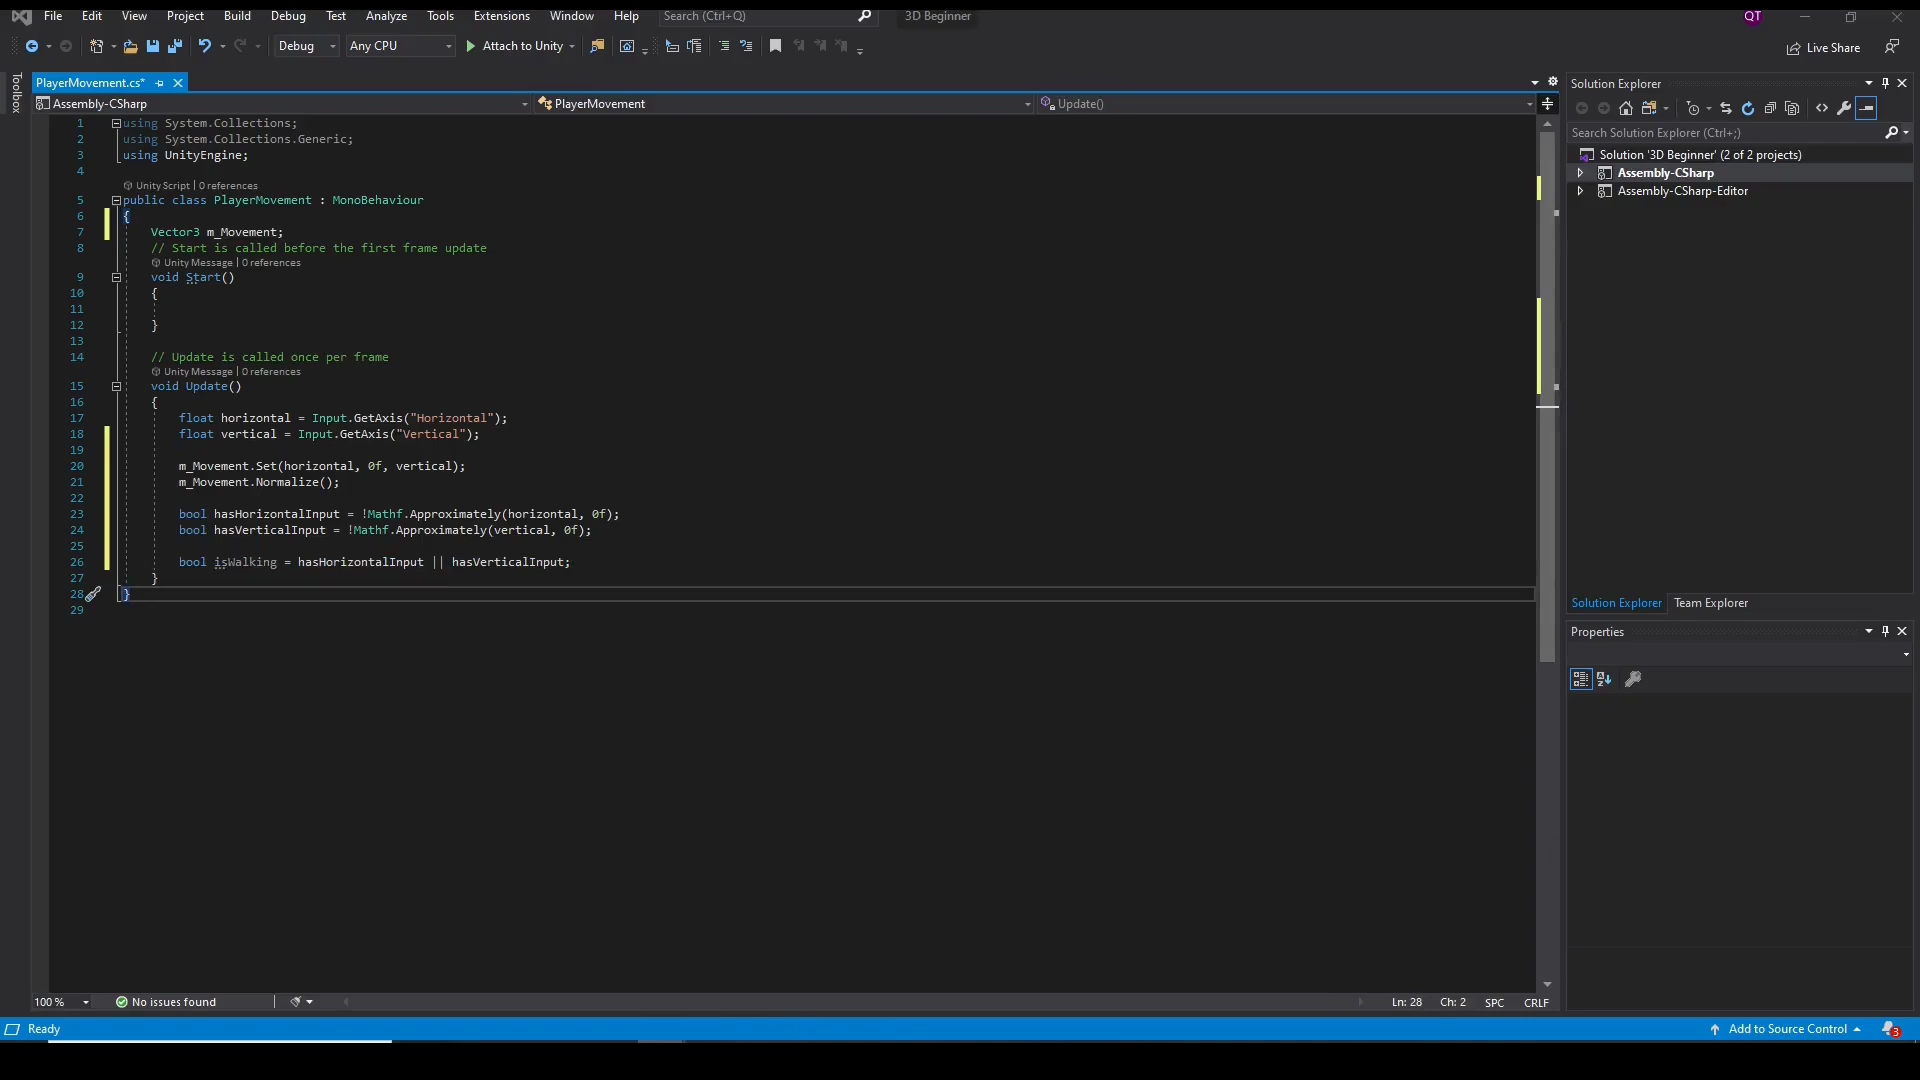 File Edit View Project Build Debug Test Analyze Tools Extensions Window Help Search (Ctrl+Q) 3D Beginner QT
Debug Any CPU Attach to Unity Live Share
Toolbox
PlayerMovement.cs*
Assembly-CSharp PlayerMovement Update()
1 using System.Collections;
2 using System.Collections.Generic;
3 using UnityEngine;
4
Unity Script | 0 references
5 public class PlayerMovement : MonoBehaviour
6 {
7 Vector3 m_Movement;
8 // Start is called before the first frame update
Unity Message | 0 references
9 void Start()
10 {
11
12 }
13
14 // Update is called once per frame
Unity Message | 0 references
15 void Update()
16 {
17 float horizontal = Input.GetAxis("Horizontal");
18 float vertical = Input.GetAxis("Vertical");
19
20 m_Movement.Set(horizontal, 0f, vertical);
21 m_Movement.Normalize();
22
23 bool hasHorizontalInput = !Mathf.Approximately(horizontal, 0f);
24 bool hasVerticalInput = !Mathf.Approximately(vertical, 0f);
25
26 bool isWalking = hasHorizontalInput || hasVerticalInput;
27 }
28 }
29
100 % No issues found Ln: 28 Ch: 2 SPC CRLF
Solution Explorer
Search Solution Explorer (Ctrl+;)
Solution '3D Beginner' (2 of 2 projects)
Assembly-CSharp
Assembly-CSharp-Editor
Solution Explorer Team Explorer
Properties
Ready Add to Source Control 3